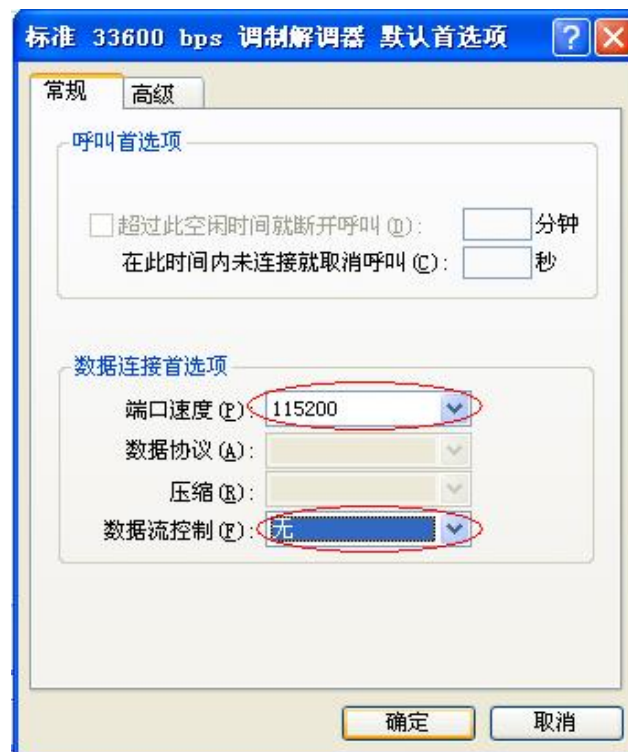 标准 33600 bps 调制解调器 默认首选项
常规 高级
呼叫首选项
超过此空闲时间就断开呼叫(D): 分钟
在此时间内未连接就取消呼叫(C): 秒
数据连接首选项
端口速度(P): 115200
数据协议(A):
压缩(R):
数据流控制(F): 无
确定 取消